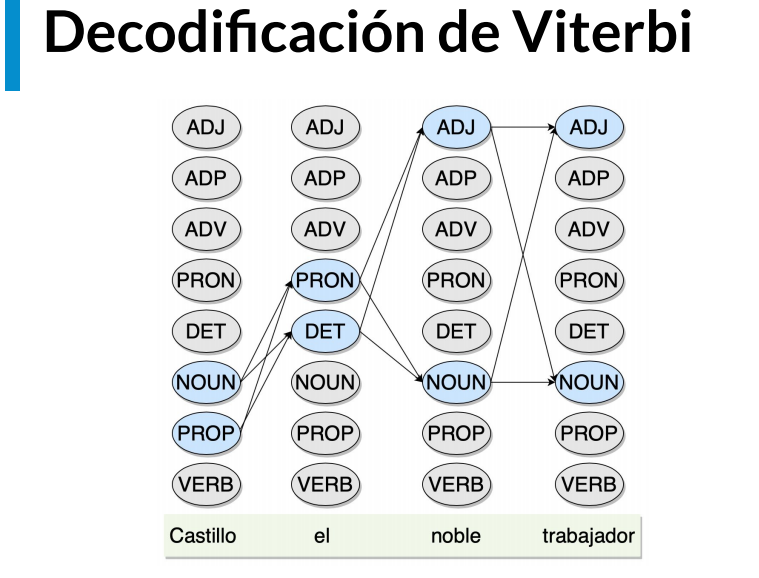 Decodificación de Viterbi
ADJ ADJ ADJ ADJ
ADP ADP ADP ADP
ADV ADV ADV ADV
PRON PRON PRON PRON
DET DET DET DET
NOUN NOUN NOUN NOUN
PROP PROP PROP PROP
VERB VERB VERB VERB
Castillo el noble trabajador